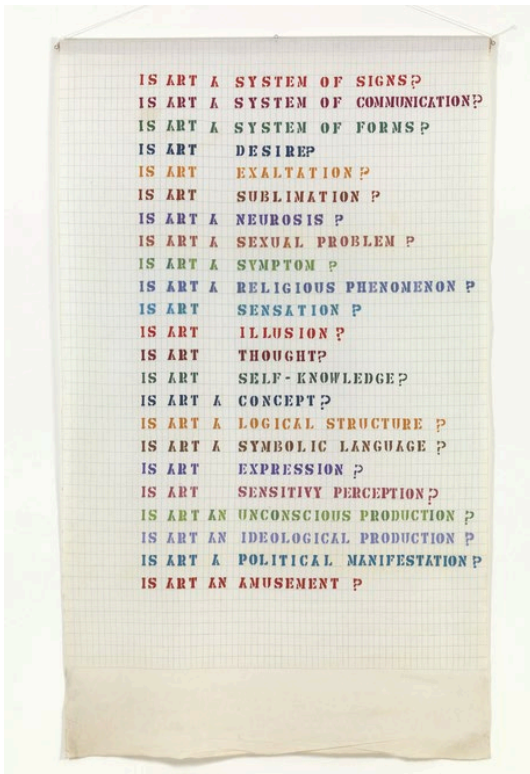 IS ART A SYSTEM OF SIGNS?
IS ART A SYSTEM OF COMMUNICATION?
IS ART A SYSTEM OF FORMS?
IS ART DESIRE?
IS ART EXALTATION?
IS ART SUBLIMATION?
IS ART A NEUROSIS?
IS ART A SEXUAL PROBLEM?
IS ART A SYMPTOM?
IS ART A RELIGIOUS PHENOMENON?
IS ART SENSATION?
IS ART ILLUSION?
IS ART THOUGHT?
IS ART SELF-KNOWLEDGE?
IS ART A CONCEPT?
IS ART A LOGICAL STRUCTURE?
IS ART A SYMBOLIC LANGUAGE?
IS ART EXPRESSION?
IS ART SENSITIVY PERCEPTION?
IS ART AN UNCONSCIOUS PRODUCTION?
IS ART AN IDEOLOGICAL PRODUCTION?
IS ART A POLITICAL MANIFESTATION?
IS ART AN AMUSEMENT?